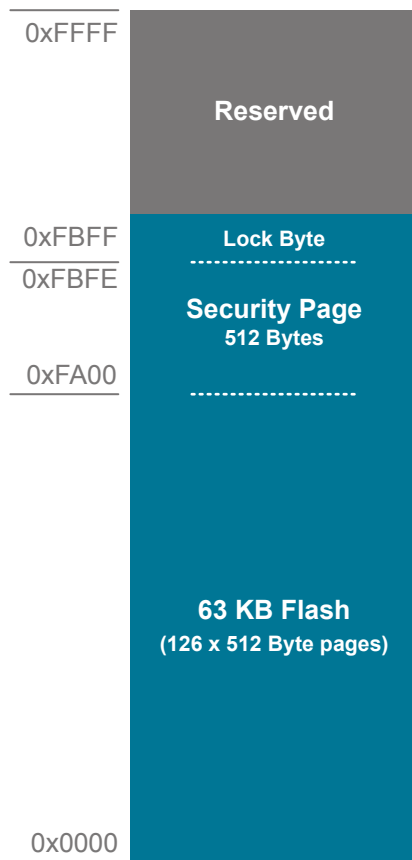 0xFFFF
Reserved
0xFBFF
Lock Byte
0xFBFE
Security Page
512 Bytes
0xFA00
63 KB Flash
(126 x 512 Byte pages)
0x0000